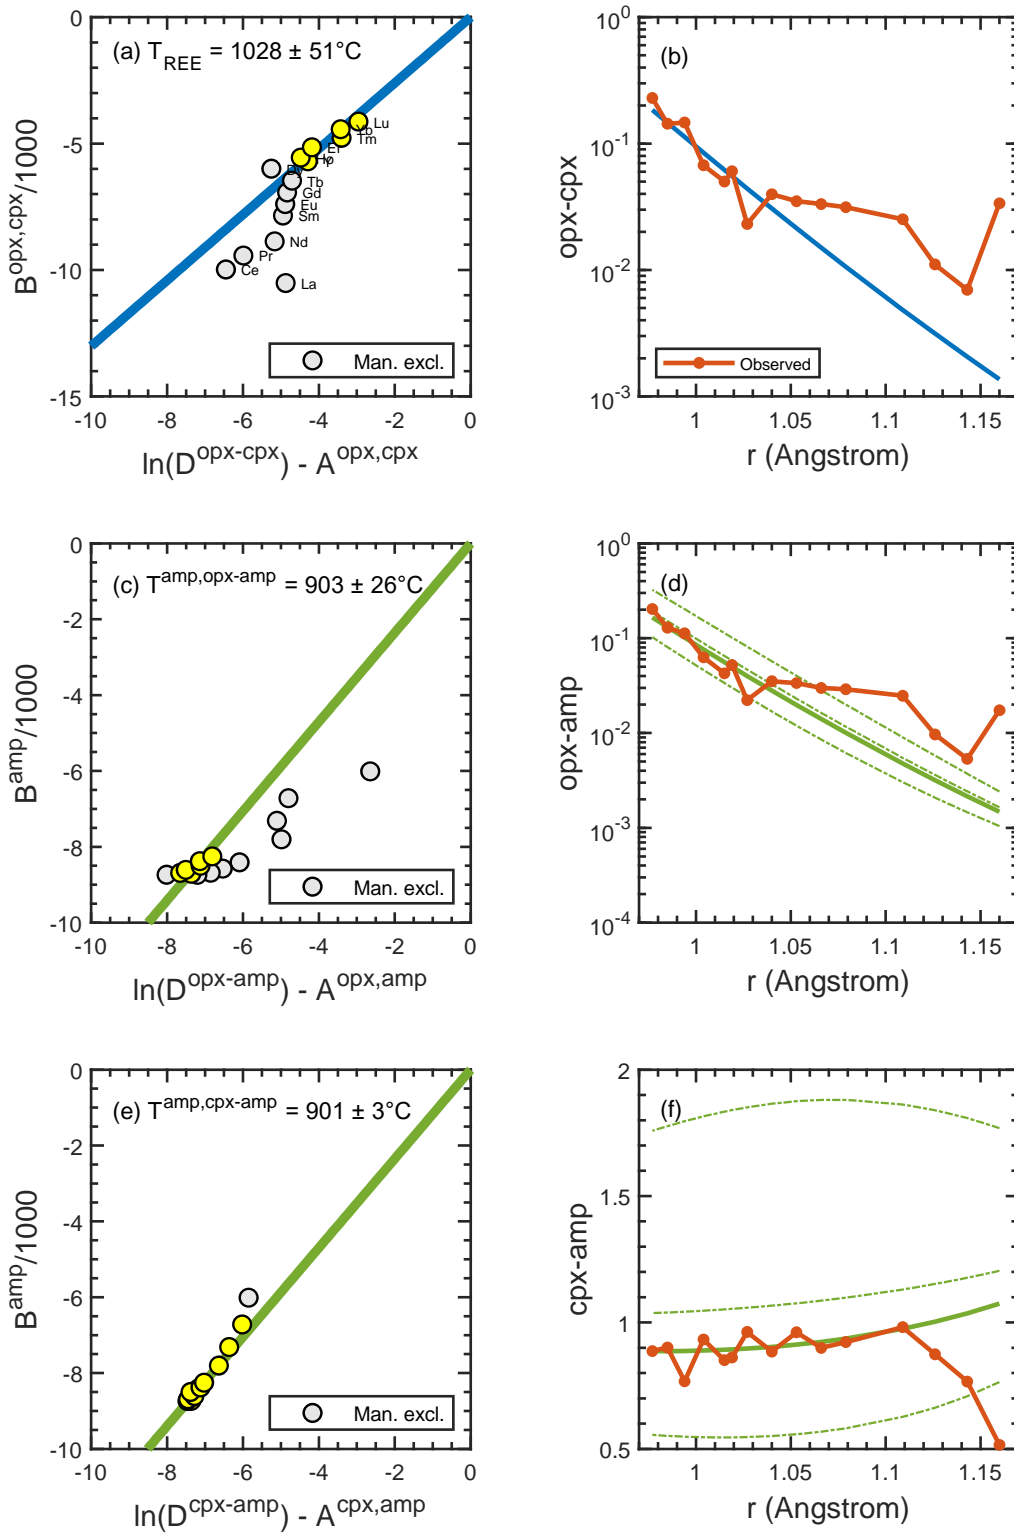 (a) T_REE = 1028 ± 51°C
0
-5
-10
-15
B^opx,cpx/1000
Lu
Yb
Tm
Er
Ho
Y
Dy
Tb
Gd
Eu
Sm
Nd
Pr
Ce
La
Man. excl.
-10 -8 -6 -4 -2 0
ln(D^opx-cpx) - A^opx,cpx
(b)
10^0
10^-1
10^-2
10^-3
opx-cpx
Observed
1 1.05 1.1 1.15
r (Angstrom)
(c) T^amp,opx-amp = 903 ± 26°C
0
-2
-4
-6
-8
-10
B^amp/1000
Man. excl.
-10 -8 -6 -4 -2 0
ln(D^opx-amp) - A^opx,amp
(d)
10^0
10^-1
10^-2
10^-3
10^-4
opx-amp
1 1.05 1.1 1.15
r (Angstrom)
(e) T^amp,cpx-amp = 901 ± 3°C
0
-2
-4
-6
-8
-10
B^amp/1000
Man. excl.
-10 -8 -6 -4 -2 0
ln(D^cpx-amp) - A^cpx,amp
(f)
2
1.5
1
0.5
cpx-amp
1 1.05 1.1 1.15
r (Angstrom)